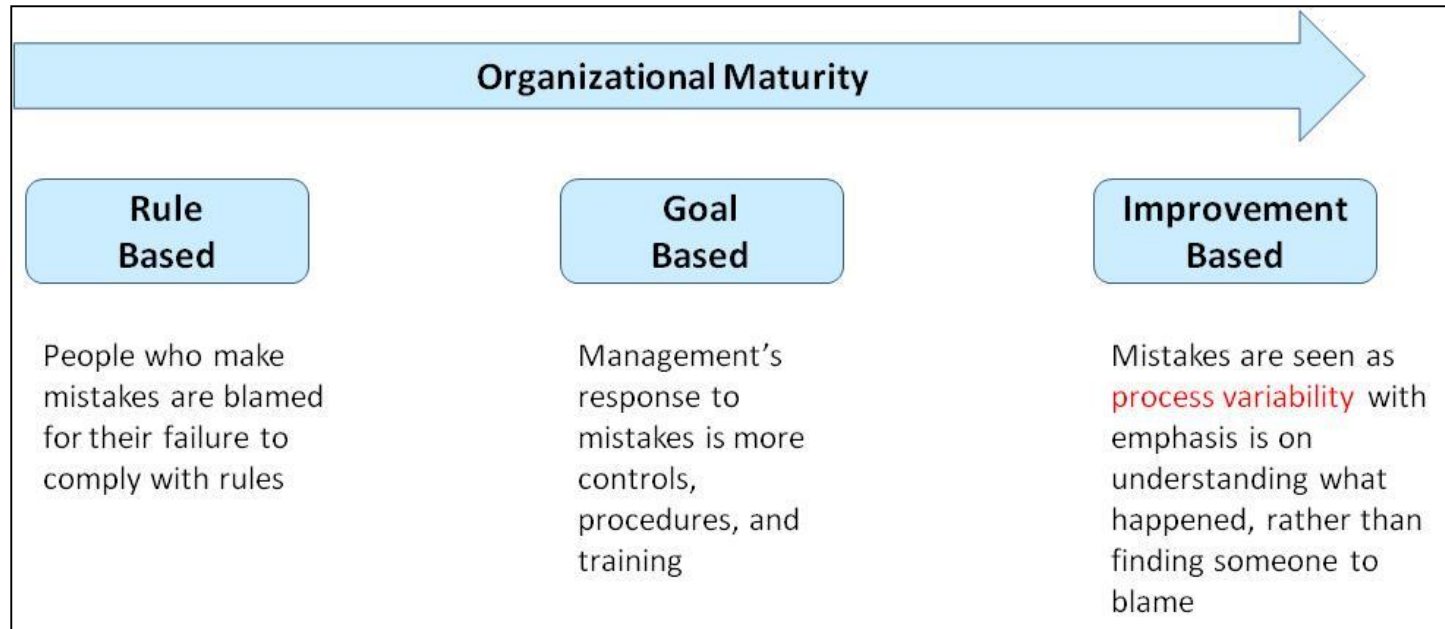 Organizational Maturity
Rule
Based
Goal
Based
Improvement
Based
People who make
mistakes are blamed
for their failure to
comply with rules
Management’s
response to
mistakes is more
controls,
procedures, and
training
Mistakes are seen as
process variability with
emphasis is on
understanding what
happened, rather than
finding someone to
blame